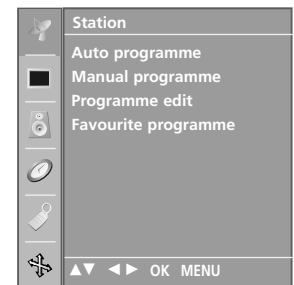 Station
Auto programme
Manual programme
Programme edit
Favourite programme
▲▼ ◄► OK MENU